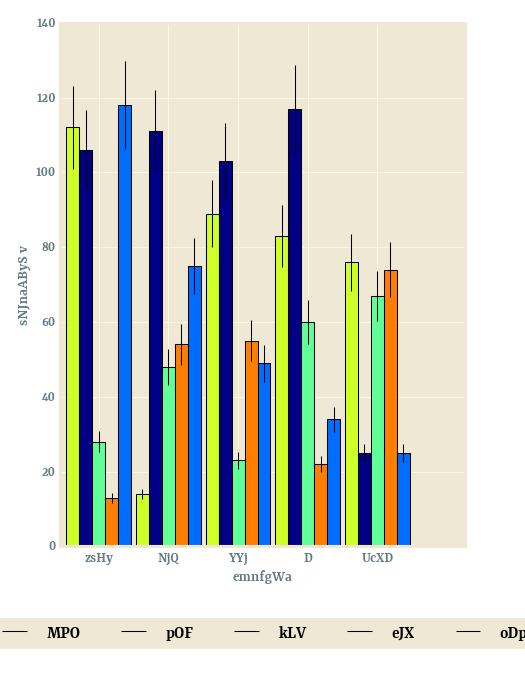 140
120
100
80
60
40
20
0
sNJnaAByS v
zsHy NjQ YYj D UcXD
emnfgWa
MPO pOF kLV eJX oDp